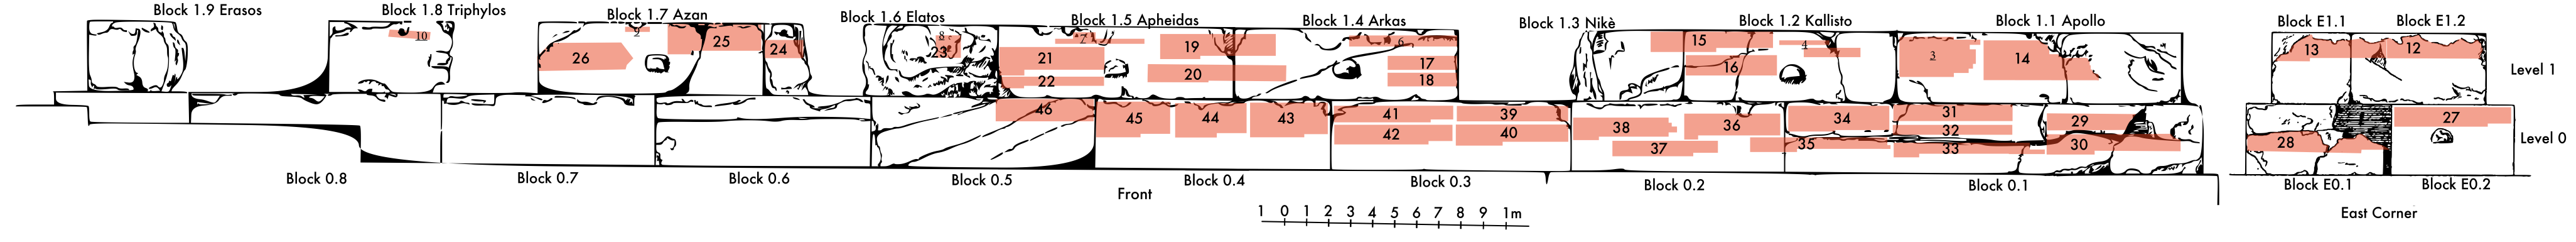 Block 1.9 Erasos
Block 1.8 Triphylos
Block 1.7 Azan
Block 1.6 Elatos
Block 1.5 Apheidas
Block 1.4 Arkas
Block 1.3 Nikè
Block 1.2 Kallisto
Block 1.1 Apollo
Block E1.1
Block E1.2
10
9
26
25
24
8
23
7
21
22
19
20
6
17
18
15
16
4
3
14
13
12
Level 1
46
45
44
43
41
42
39
40
38
37
36
35
34
31
32
33
29
30
28
27
Level 0
Block 0.8
Block 0.7
Block 0.6
Block 0.5
Block 0.4
Block 0.3
Block 0.2
Block 0.1
Block E0.1
Block E0.2
Front
East Corner
1 0 1 2 3 4 5 6 7 8 9 1m